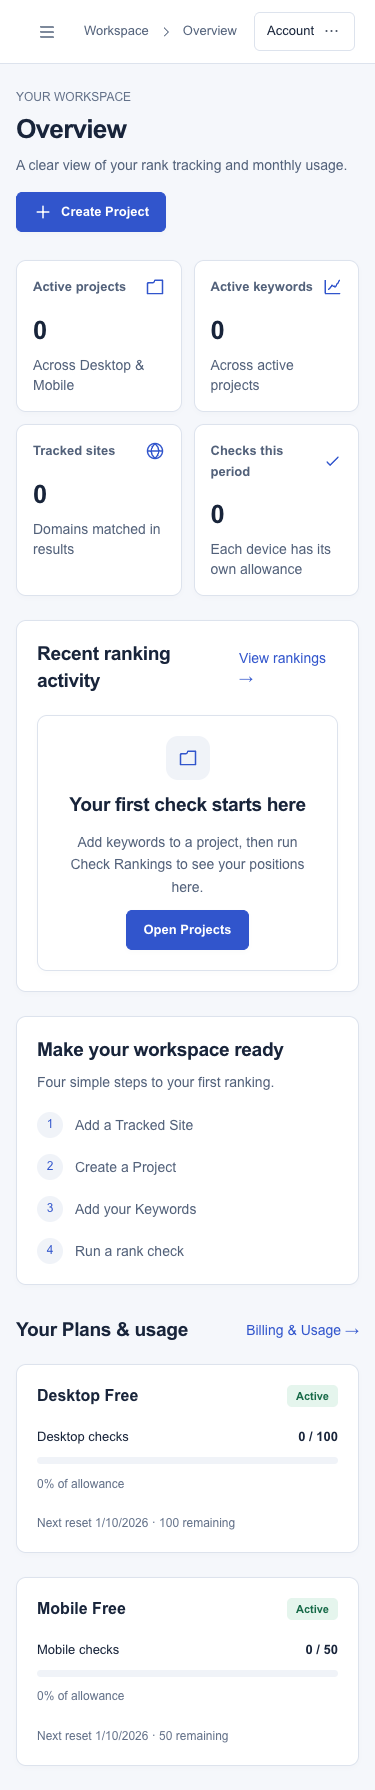 Workspace > Overview Account ...
YOUR WORKSPACE
Overview
A clear view of your rank tracking and monthly usage.
+ Create Project
Active projects
0
Across Desktop &
Mobile
Active keywords
0
Across active
projects
Tracked sites
0
Domains matched in
results
Checks this
period
0
Each device has its
own allowance
Recent ranking
activity
View rankings
→
Your first check starts here
Add keywords to a project, then run
Check Rankings to see your positions
here.
Open Projects
Make your workspace ready
Four simple steps to your first ranking.
1 Add a Tracked Site
2 Create a Project
3 Add your Keywords
4 Run a rank check
Your Plans & usage
Billing & Usage →
Desktop Free
Active
Desktop checks 0 / 100
0% of allowance
Next reset 1/10/2026 · 100 remaining
Mobile Free
Active
Mobile checks 0 / 50
0% of allowance
Next reset 1/10/2026 · 50 remaining